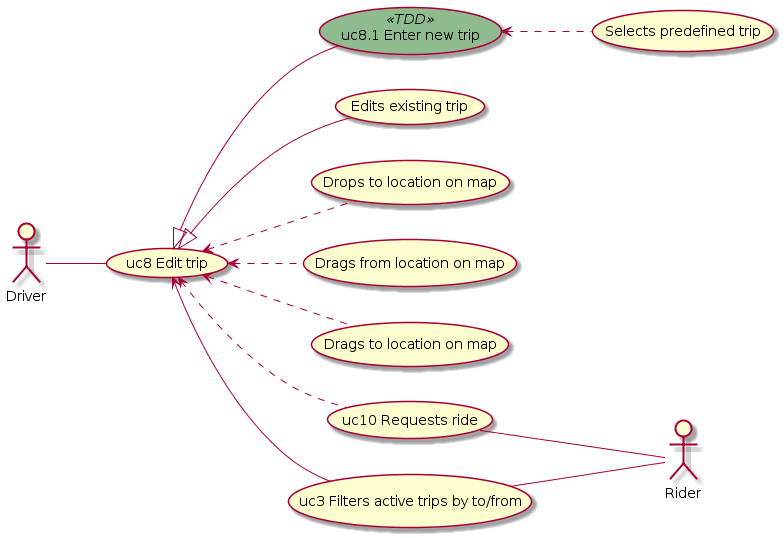 «TDD»
uc8.1 Enter new trip
Selects predefined trip
Edits existing trip
Drops to location on map
Driver
uc8 Edit trip
Drags from location on map
Drags to location on map
uc10 Requests ride
Rider
uc3 Filters active trips by to/from